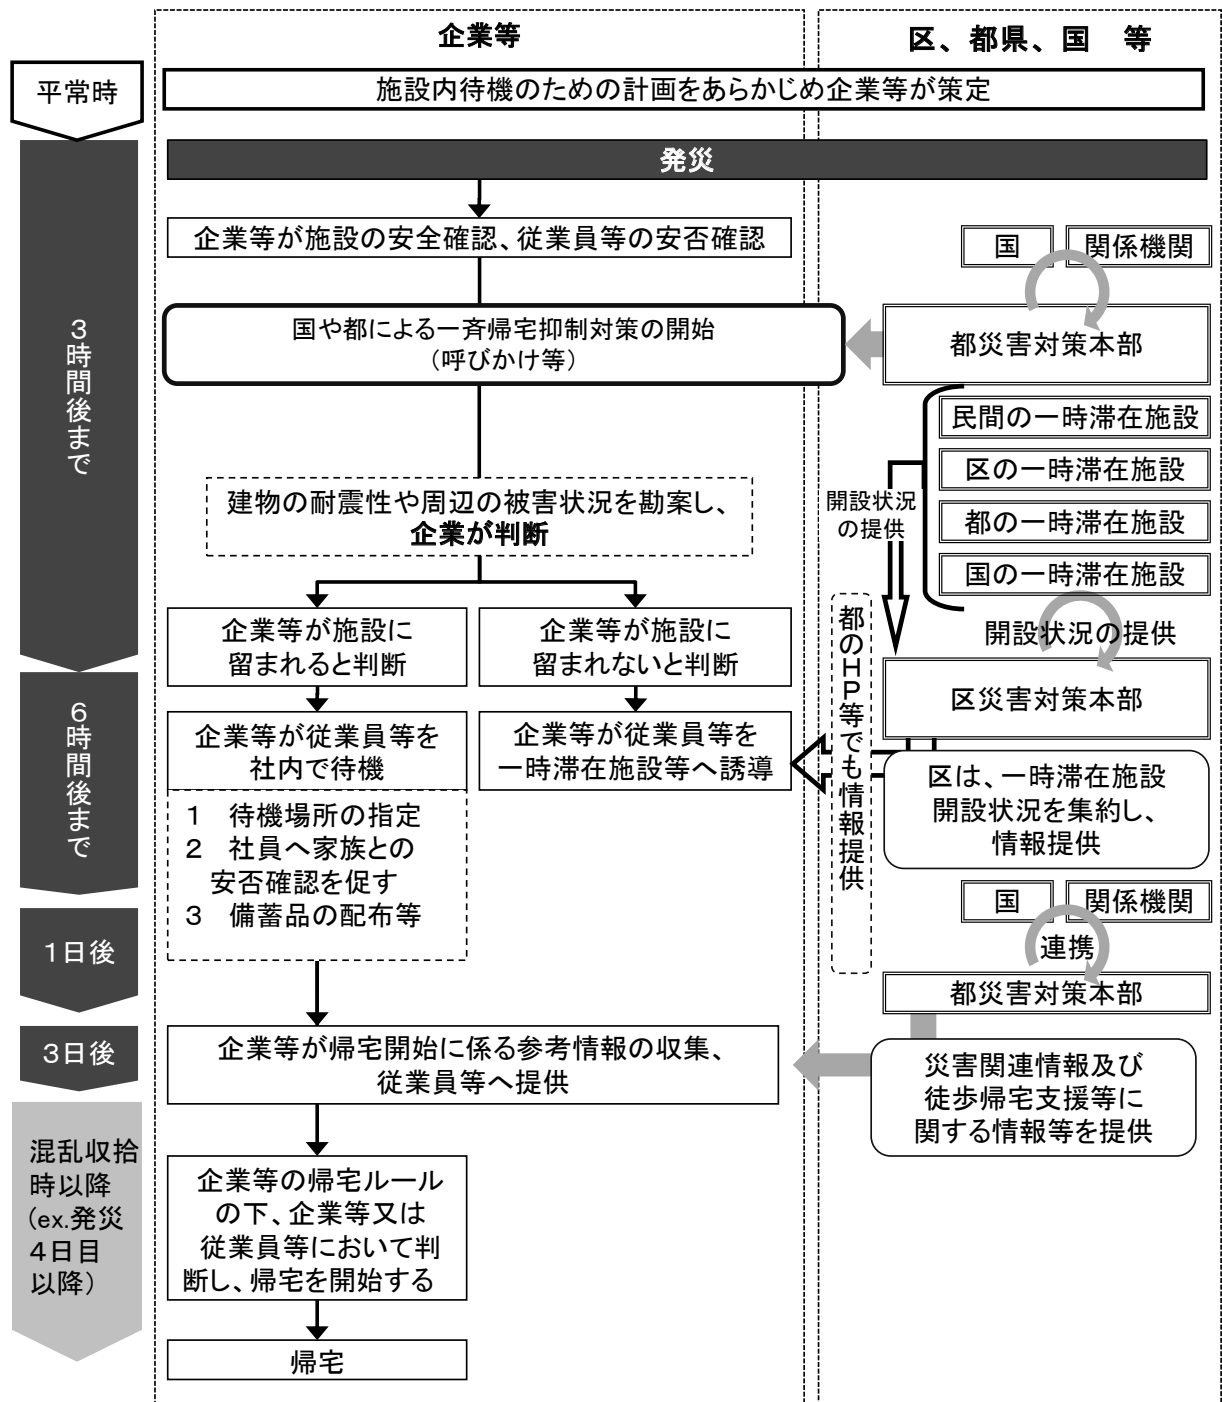 企業等
区、都県、国　等
平常時
施設内待機のための計画をあらかじめ企業等が策定
発災
3時間後まで
企業等が施設の安全確認、従業員等の安否確認
国
関係機関
国や都による一斉帰宅抑制対策の開始
（呼びかけ等）
都災害対策本部
民間の一時滞在施設
区の一時滞在施設
都の一時滞在施設
国の一時滞在施設
開設状況
の提供
建物の耐震性や周辺の被害状況を勘案し、
企業が判断
企業等が施設に
留まれると判断
企業等が施設に
留まれないと判断
開設状況の提供
区災害対策本部
6時間後まで
企業等が従業員等を
社内で待機
企業等が従業員等を
一時滞在施設等へ誘導
都のＨＰ等でも情報提供
区は、一時滞在施設
開設状況を集約し、
情報提供
1　待機場所の指定
2　社員へ家族との
安否確認を促す
3　備蓄品の配布等
国
関係機関
連携
都災害対策本部
1日後
3日後
企業等が帰宅開始に係る参考情報の収集、
従業員等へ提供
災害関連情報及び
徒歩帰宅支援等に
関する情報等を提供
混乱収拾
時以降
（ex.発災
4日目
以降）
企業等の帰宅ルール
の下、企業等又は
従業員等において判
断し、帰宅を開始する
帰宅